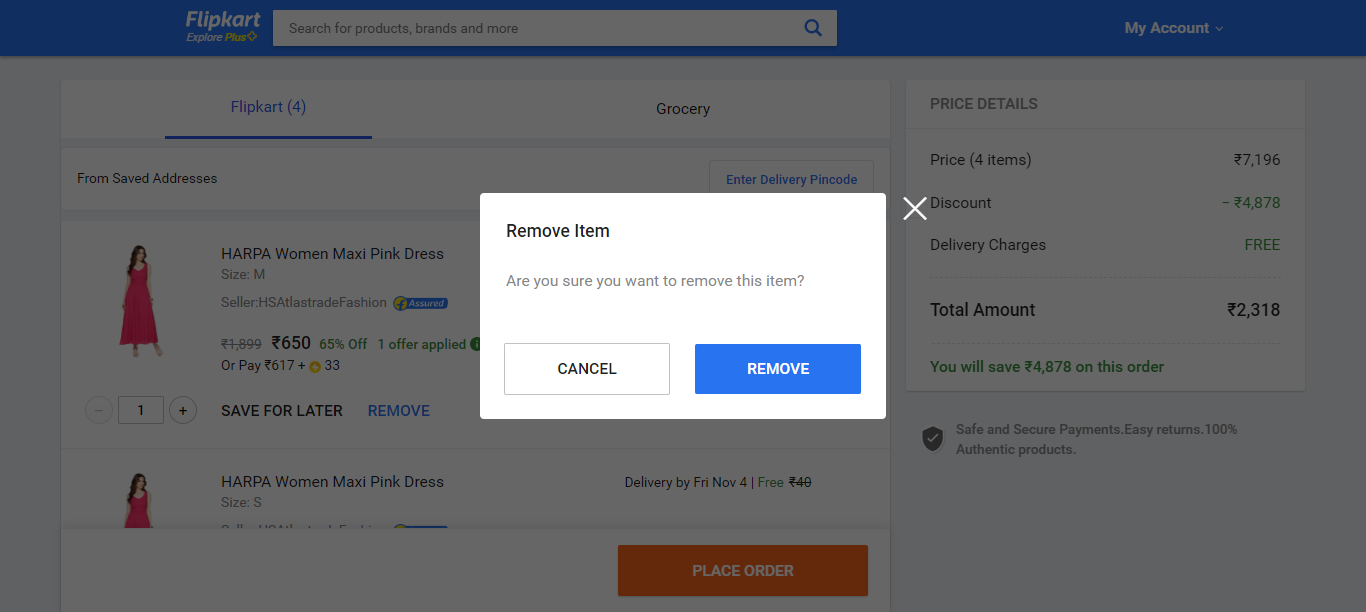 Flipkart
Explore Plus
Search for products, brands and more
My Account
Flipkart (4)
Grocery
From Saved Addresses
Enter Delivery Pincode
HARPA Women Maxi Pink Dress
Size: M
Seller:HSAtlastradeFashion
Assured
₹1,899 ₹650 65% Off 1 offer applied
Or Pay ₹617 + 33
− 1 + SAVE FOR LATER REMOVE
HARPA Women Maxi Pink Dress
Size: S
Delivery by Fri Nov 4 | Free ₹40
PLACE ORDER
Remove Item
Are you sure you want to remove this item?
CANCEL
REMOVE
PRICE DETAILS
Price (4 items) ₹7,196
Discount − ₹4,878
Delivery Charges FREE
Total Amount ₹2,318
You will save ₹4,878 on this order
Safe and Secure Payments.Easy returns.100%
Authentic products.